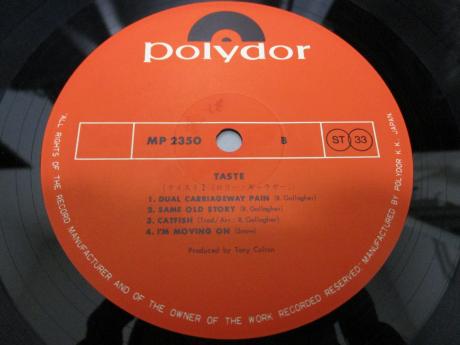 polydor
MP 2350 B ST 33
TASTE
【テイスト】(ロリー・ギャラガー)
1. DUAL CARRIAGEWAY PAIN (R. Gallagher)
2. SAME OLD STORY (R. Gallagher)
3. CATFISH (Trad./Arr.: R. Gallagher)
4. I'M MOVING ON (Snow)
Produced by Tony Colton
ALL RIGHTS OF THE RECORD MANUFACTURER AND OF THE OWNER OF THE WORK RECORDED RESERVED · MANUFACTURED BY POLYDOR K.K. JAPAN